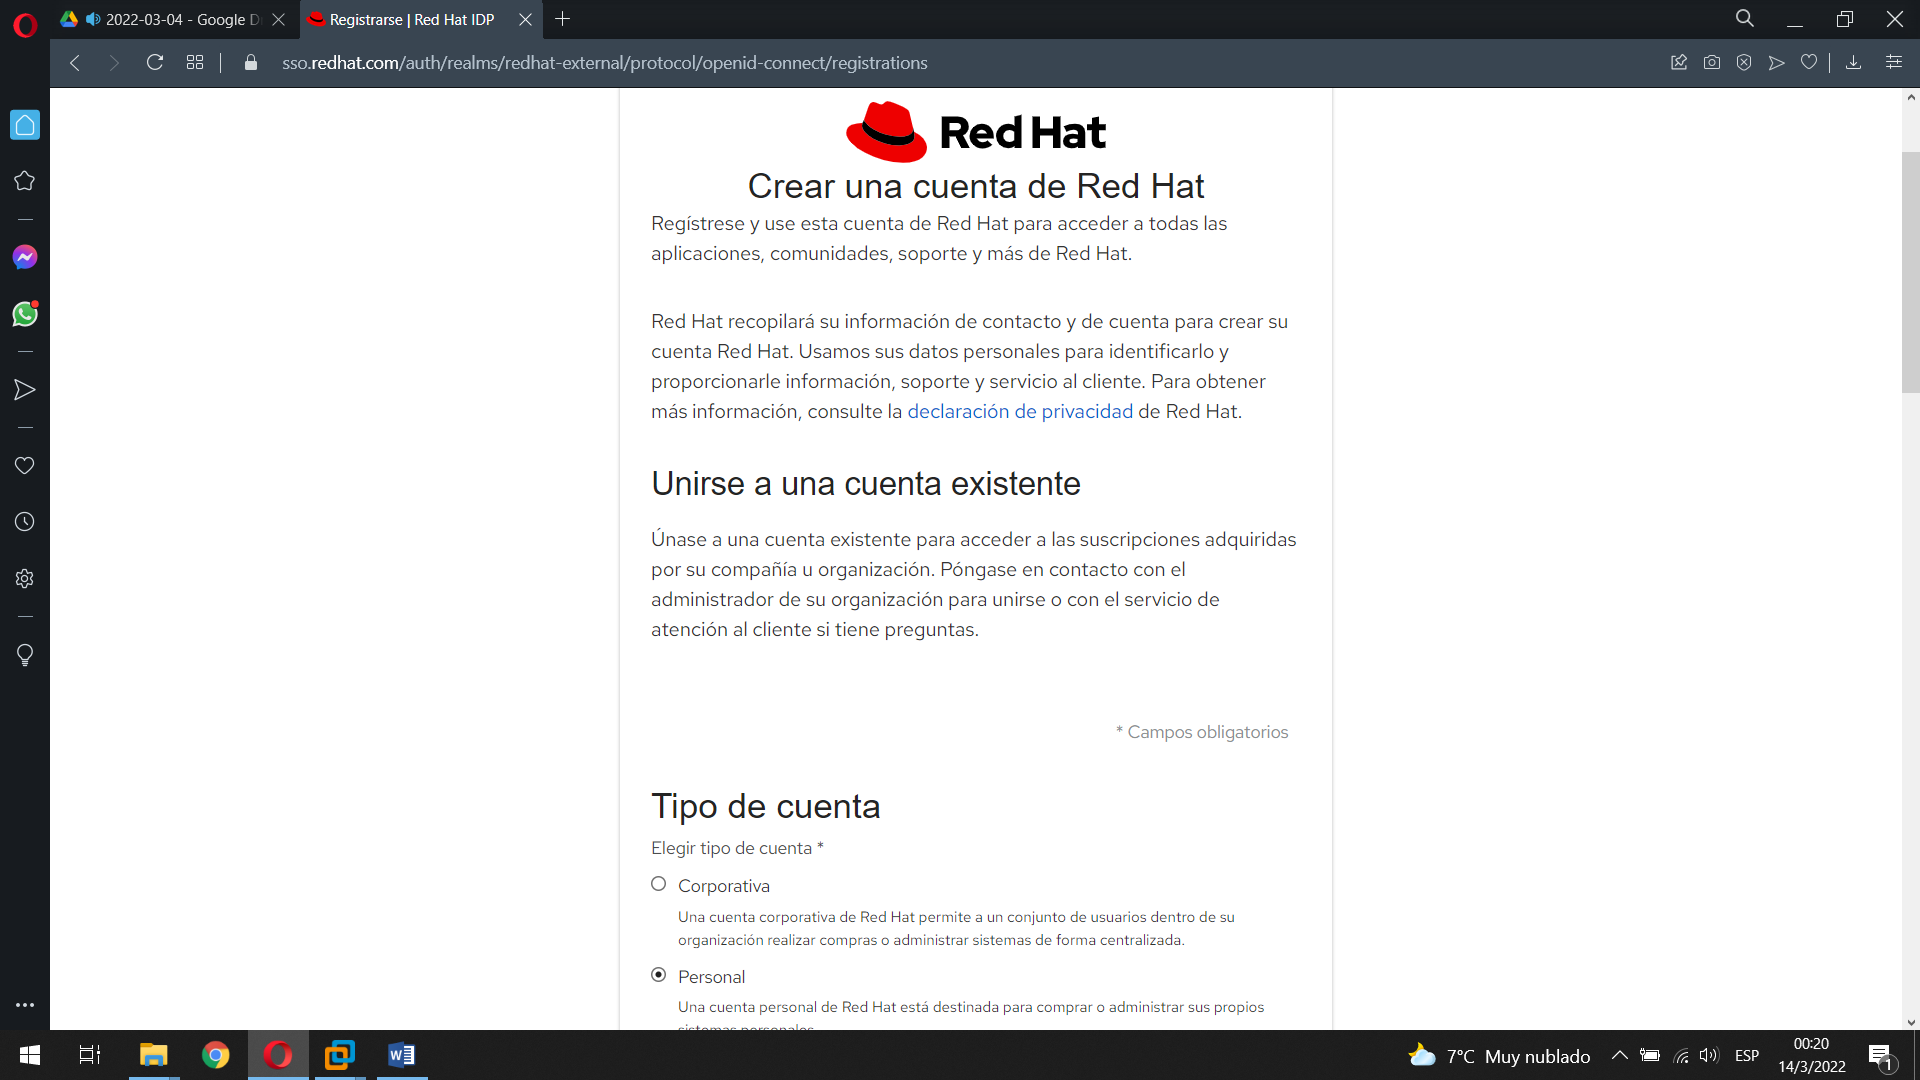 2022-03-04 - Google D
Registrarse | Red Hat IDP
sso.redhat.com/auth/realms/redhat-external/protocol/openid-connect/registrations
Red Hat
Crear una cuenta de Red Hat
Regístrese y use esta cuenta de Red Hat para acceder a todas las
aplicaciones, comunidades, soporte y más de Red Hat.
Red Hat recopilará su información de contacto y de cuenta para crear su
cuenta Red Hat. Usamos sus datos personales para identificarlo y
proporcionarle información, soporte y servicio al cliente. Para obtener
más información, consulte la declaración de privacidad de Red Hat.
Unirse a una cuenta existente
Únase a una cuenta existente para acceder a las suscripciones adquiridas
por su compañía u organización. Póngase en contacto con el
administrador de su organización para unirse o con el servicio de
atención al cliente si tiene preguntas.
* Campos obligatorios
Tipo de cuenta
Elegir tipo de cuenta *
Corporativa
Una cuenta corporativa de Red Hat permite a un conjunto de usuarios dentro de su
organización realizar compras o administrar sistemas de forma centralizada.
Personal
Una cuenta personal de Red Hat está destinada para comprar o administrar sus propios
sistemas personales.
7°C Muy nublado
ESP
00:20
14/3/2022
1